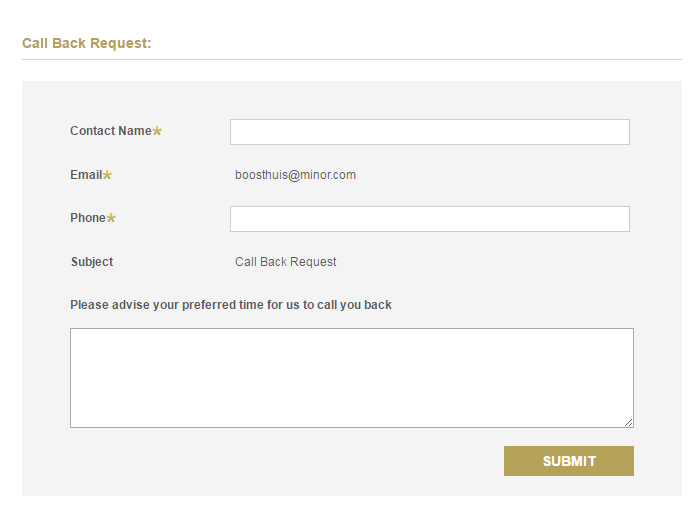 Call Back Request:
Contact Name*
Email* boosthuis@minor.com
Phone*
Subject Call Back Request
Please advise your preferred time for us to call you back
SUBMIT